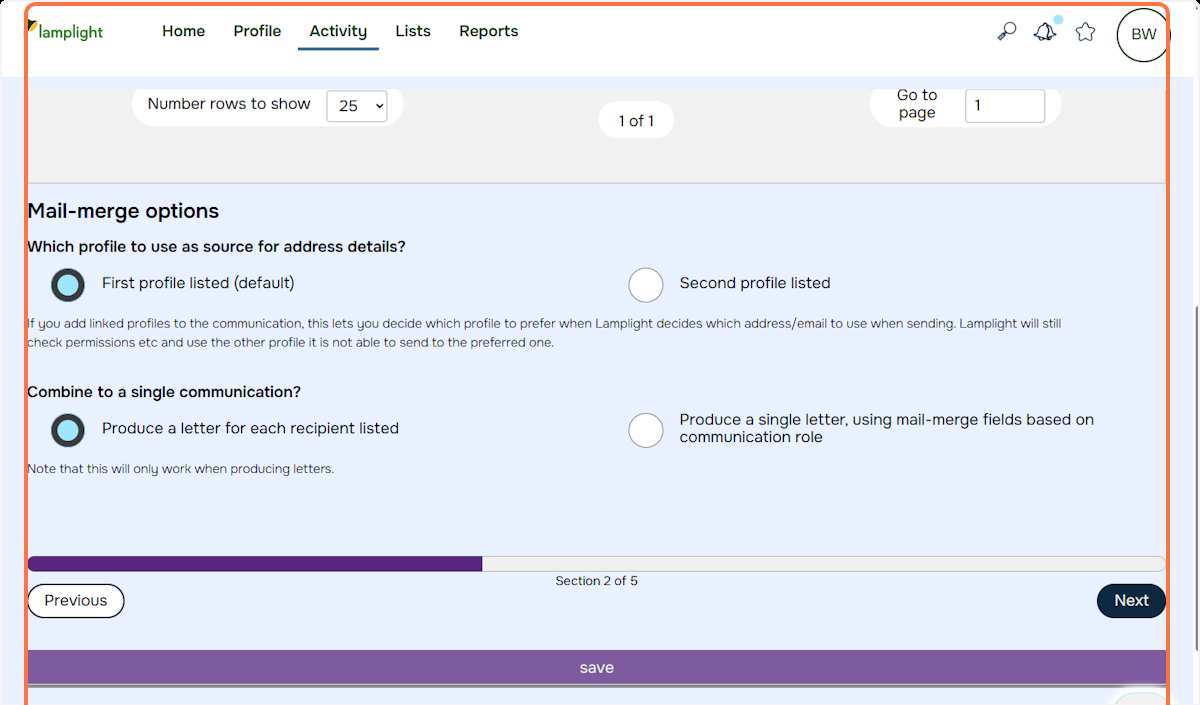 lamplight
Home Profile Activity Lists Reports
BW
Number rows to show 25
1 of 1
Go to
page
1
Mail-merge options
Which profile to use as source for address details?
First profile listed (default)
Second profile listed
If you add linked profiles to the communication, this lets you decide which profile to prefer when Lamplight decides which address/email to use when sending. Lamplight will still
check permissions etc and use the other profile it is not able to send to the preferred one.
Combine to a single communication?
Produce a letter for each recipient listed
Produce a single letter, using mail-merge fields based on
communication role
Note that this will only work when producing letters.
Section 2 of 5
Previous
Next
save